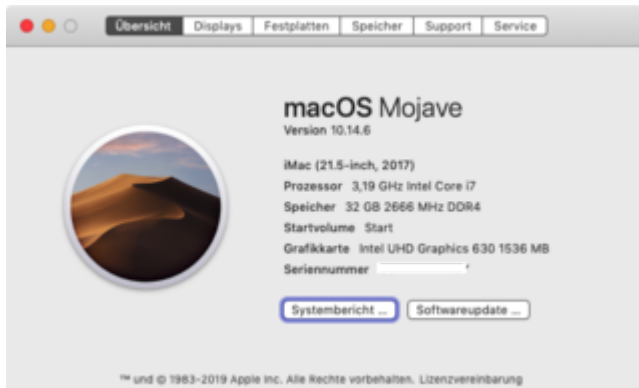 Übersicht Displays Festplatten Speicher Support Service
macOS Mojave
Version 10.14.6
iMac (21.5-inch, 2017)
Prozessor 3,19 GHz Intel Core i7
Speicher 32 GB 2666 MHz DDR4
Startvolume Start
Grafikkarte Intel UHD Graphics 630 1536 MB
Seriennummer
Systembericht ... Softwareupdate ...
™ und © 1983-2019 Apple Inc. Alle Rechte vorbehalten. Lizenzvereinbarung